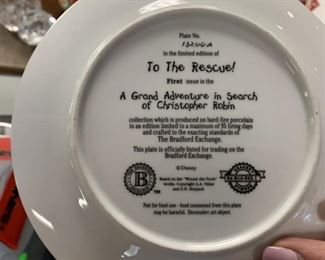 Plate No.
in the limited edition of
To The Rescue!
First issue in the
A Grand Adventure in Search
of Christopher Robin
collection which is produced on hard-fire porcelain
in an edition limited to a maximum of 95 firing days
and crafted to the exacting standards of
The Bradford Exchange.
This plate is officially listed for trading on the
Bradford Exchange.
© Disney
Based on the "Winnie the Pooh"
works, Copyright A.A. Milne
and E.H. Shepard.
B
TM
Not for food use - food consumed from this plate
may be harmful. Decorative art object.